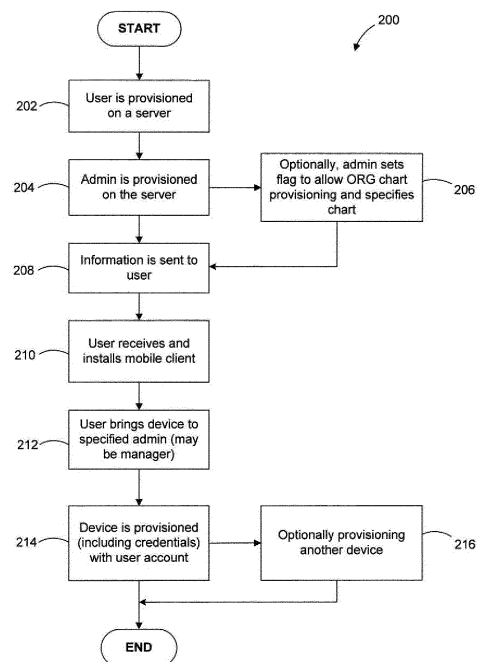 START
200
User is provisioned
on a server
202
Admin is provisioned
on the server
204
Optionally, admin sets
flag to allow ORG chart
provisioning and specifies
chart
206
Information is sent to
user
208
User receives and
installs mobile client
210
User brings device to
specified admin (may
be manager)
212
Device is provisioned
(including credentials)
with user account
214
Optionally provisioning
another device
216
END